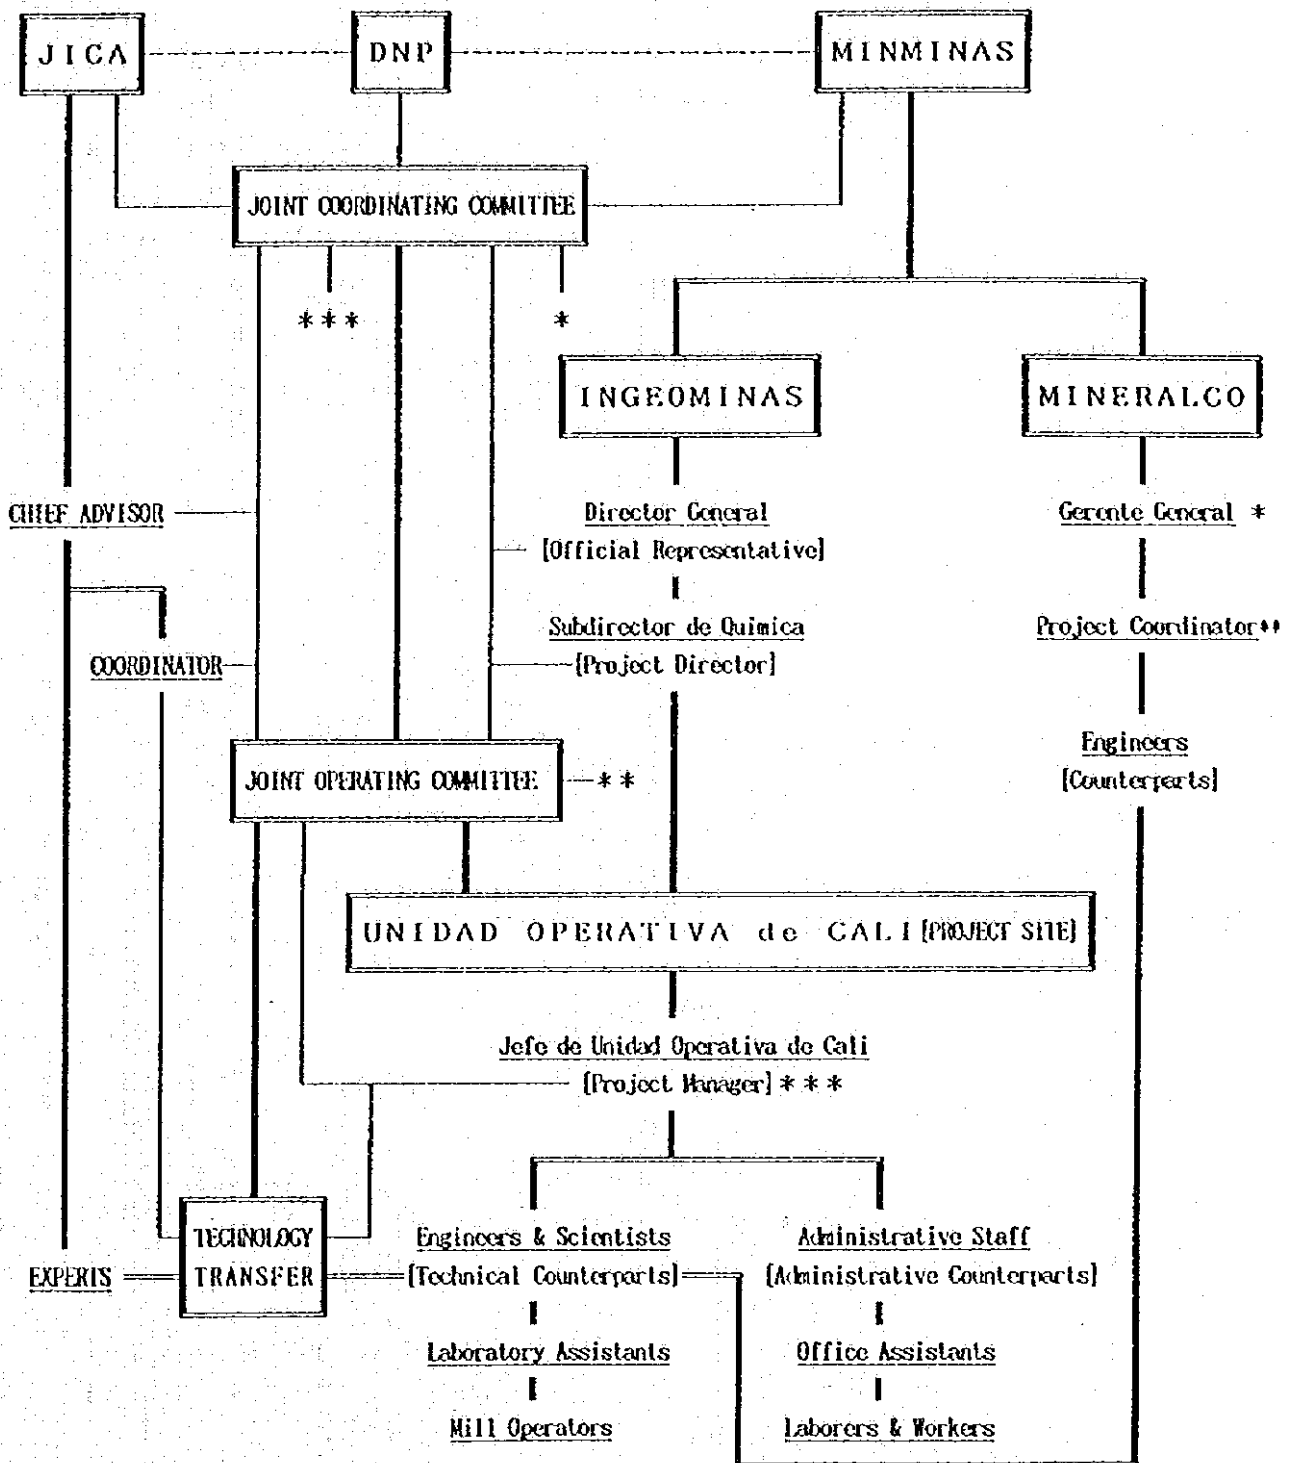 JICA
DNP
MINMINAS
JOINT COORDINATING COMMITTEE
***
*
INGEOMINAS
MINERALCO
CHIEF ADVISOR
Director General
[Official Representative]
Gerente General *
Subdirector de Quimica
[Project Director]
Project Coordinator**
COORDINATOR
Engineers
[Counterparts]
JOINT OPERATING COMMITTEE
**
UNIDAD OPERATIVA de CALI [PROJECT SITE]
Jefe de Unidad Operativa de Cali
[Project Manager] ***
TECHNOLOGY
TRANSFER
EXPERTS
Engineers & Scientists
[Technical Counterparts]
Administrative Staff
[Administrative Counterparts]
Laboratory Assistants
Office Assistants
Mill Operators
Laborers & Workers